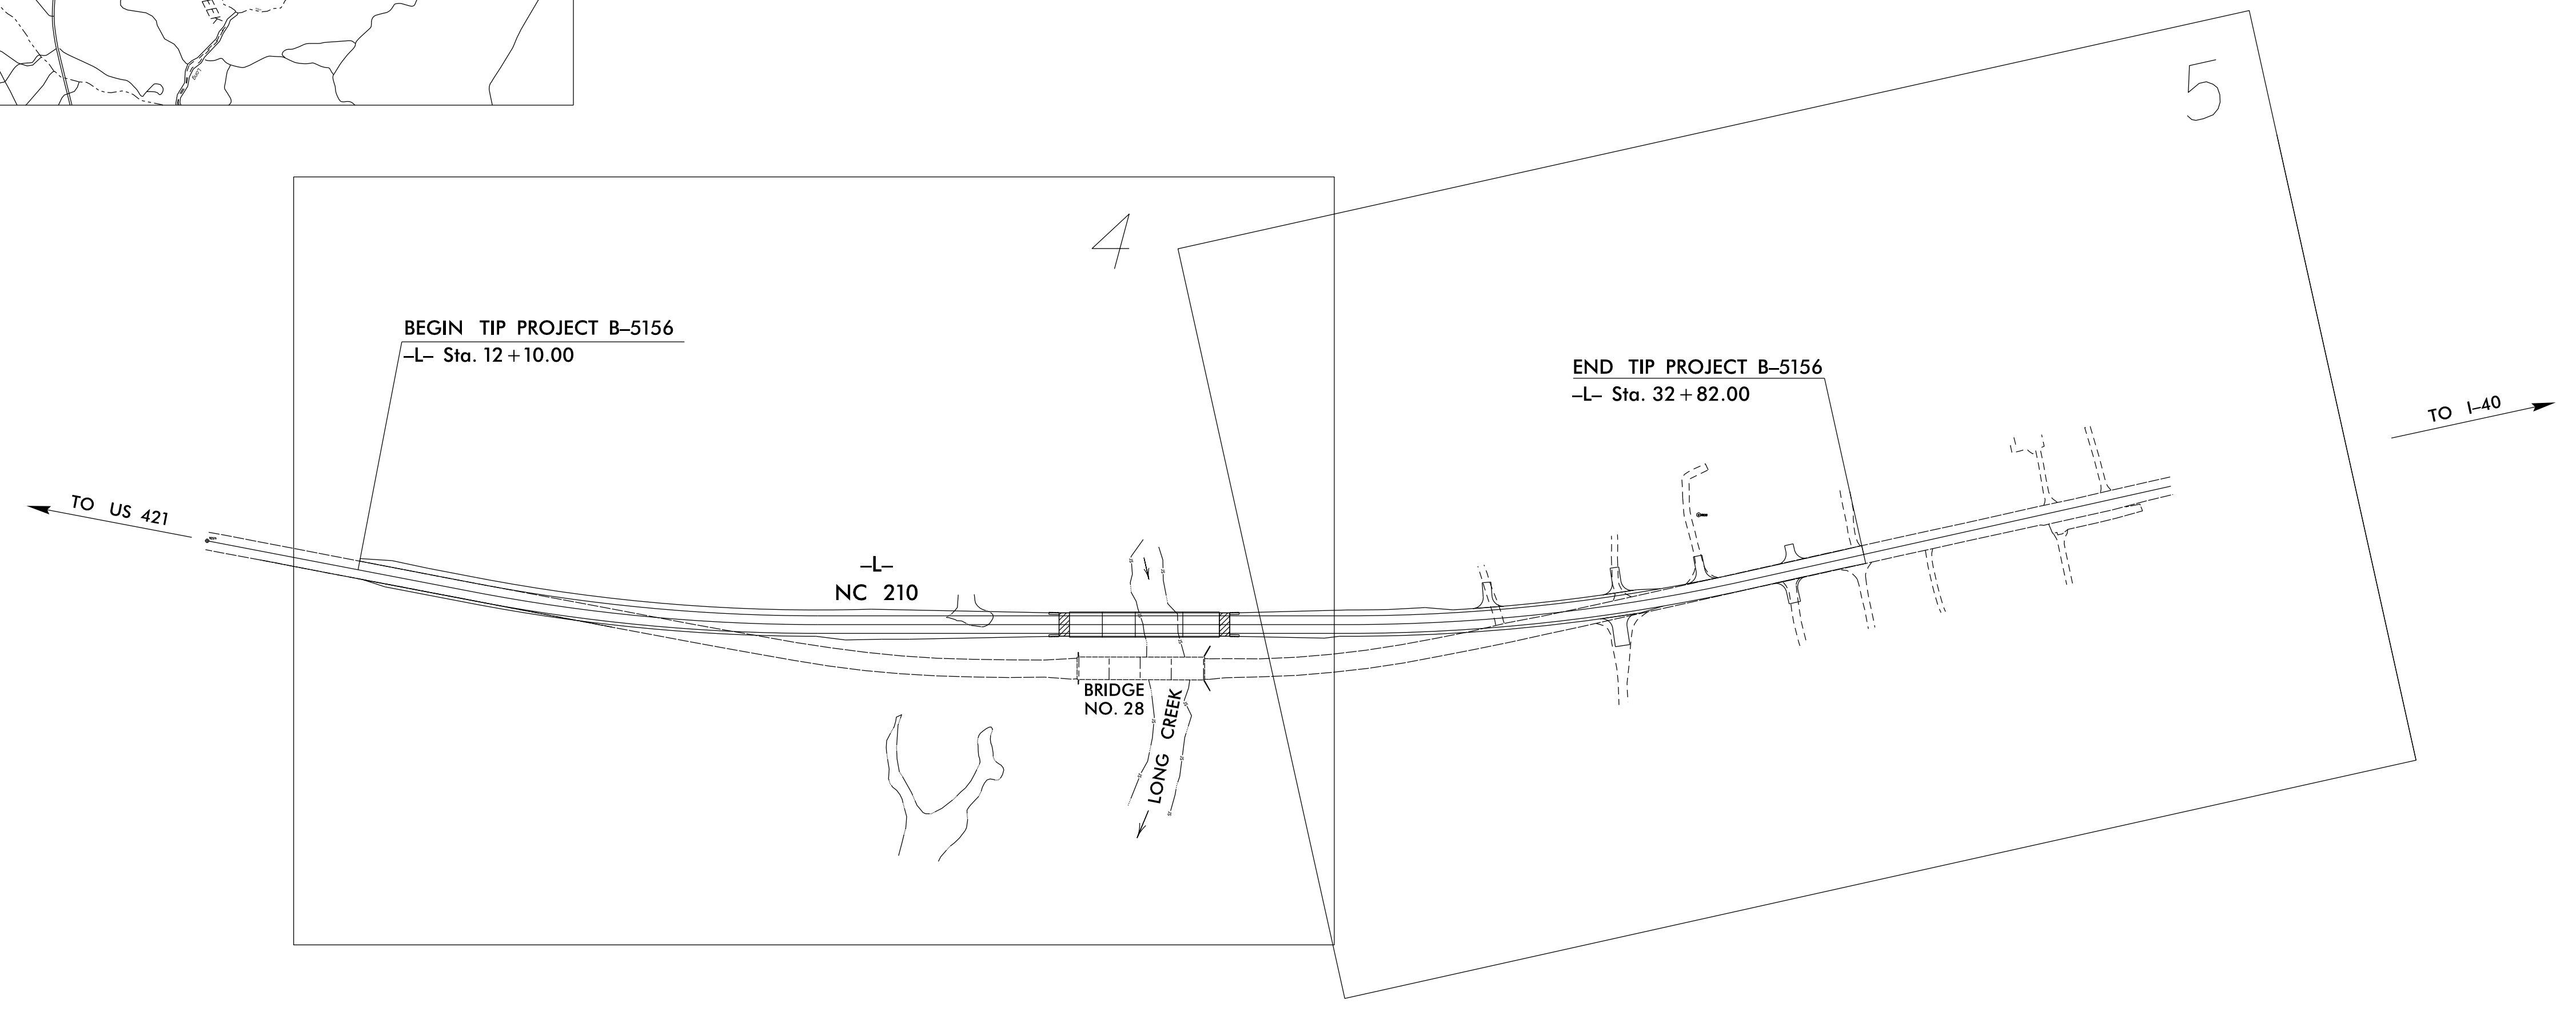 EEK
4
5
BEGIN TIP PROJECT B–5156
–L– Sta. 12+10.00
END TIP PROJECT B–5156
–L– Sta. 32+82.00
TO I–40
TO US 421
–L–
NC 210
BRIDGE
NO. 28
LONG CREEK